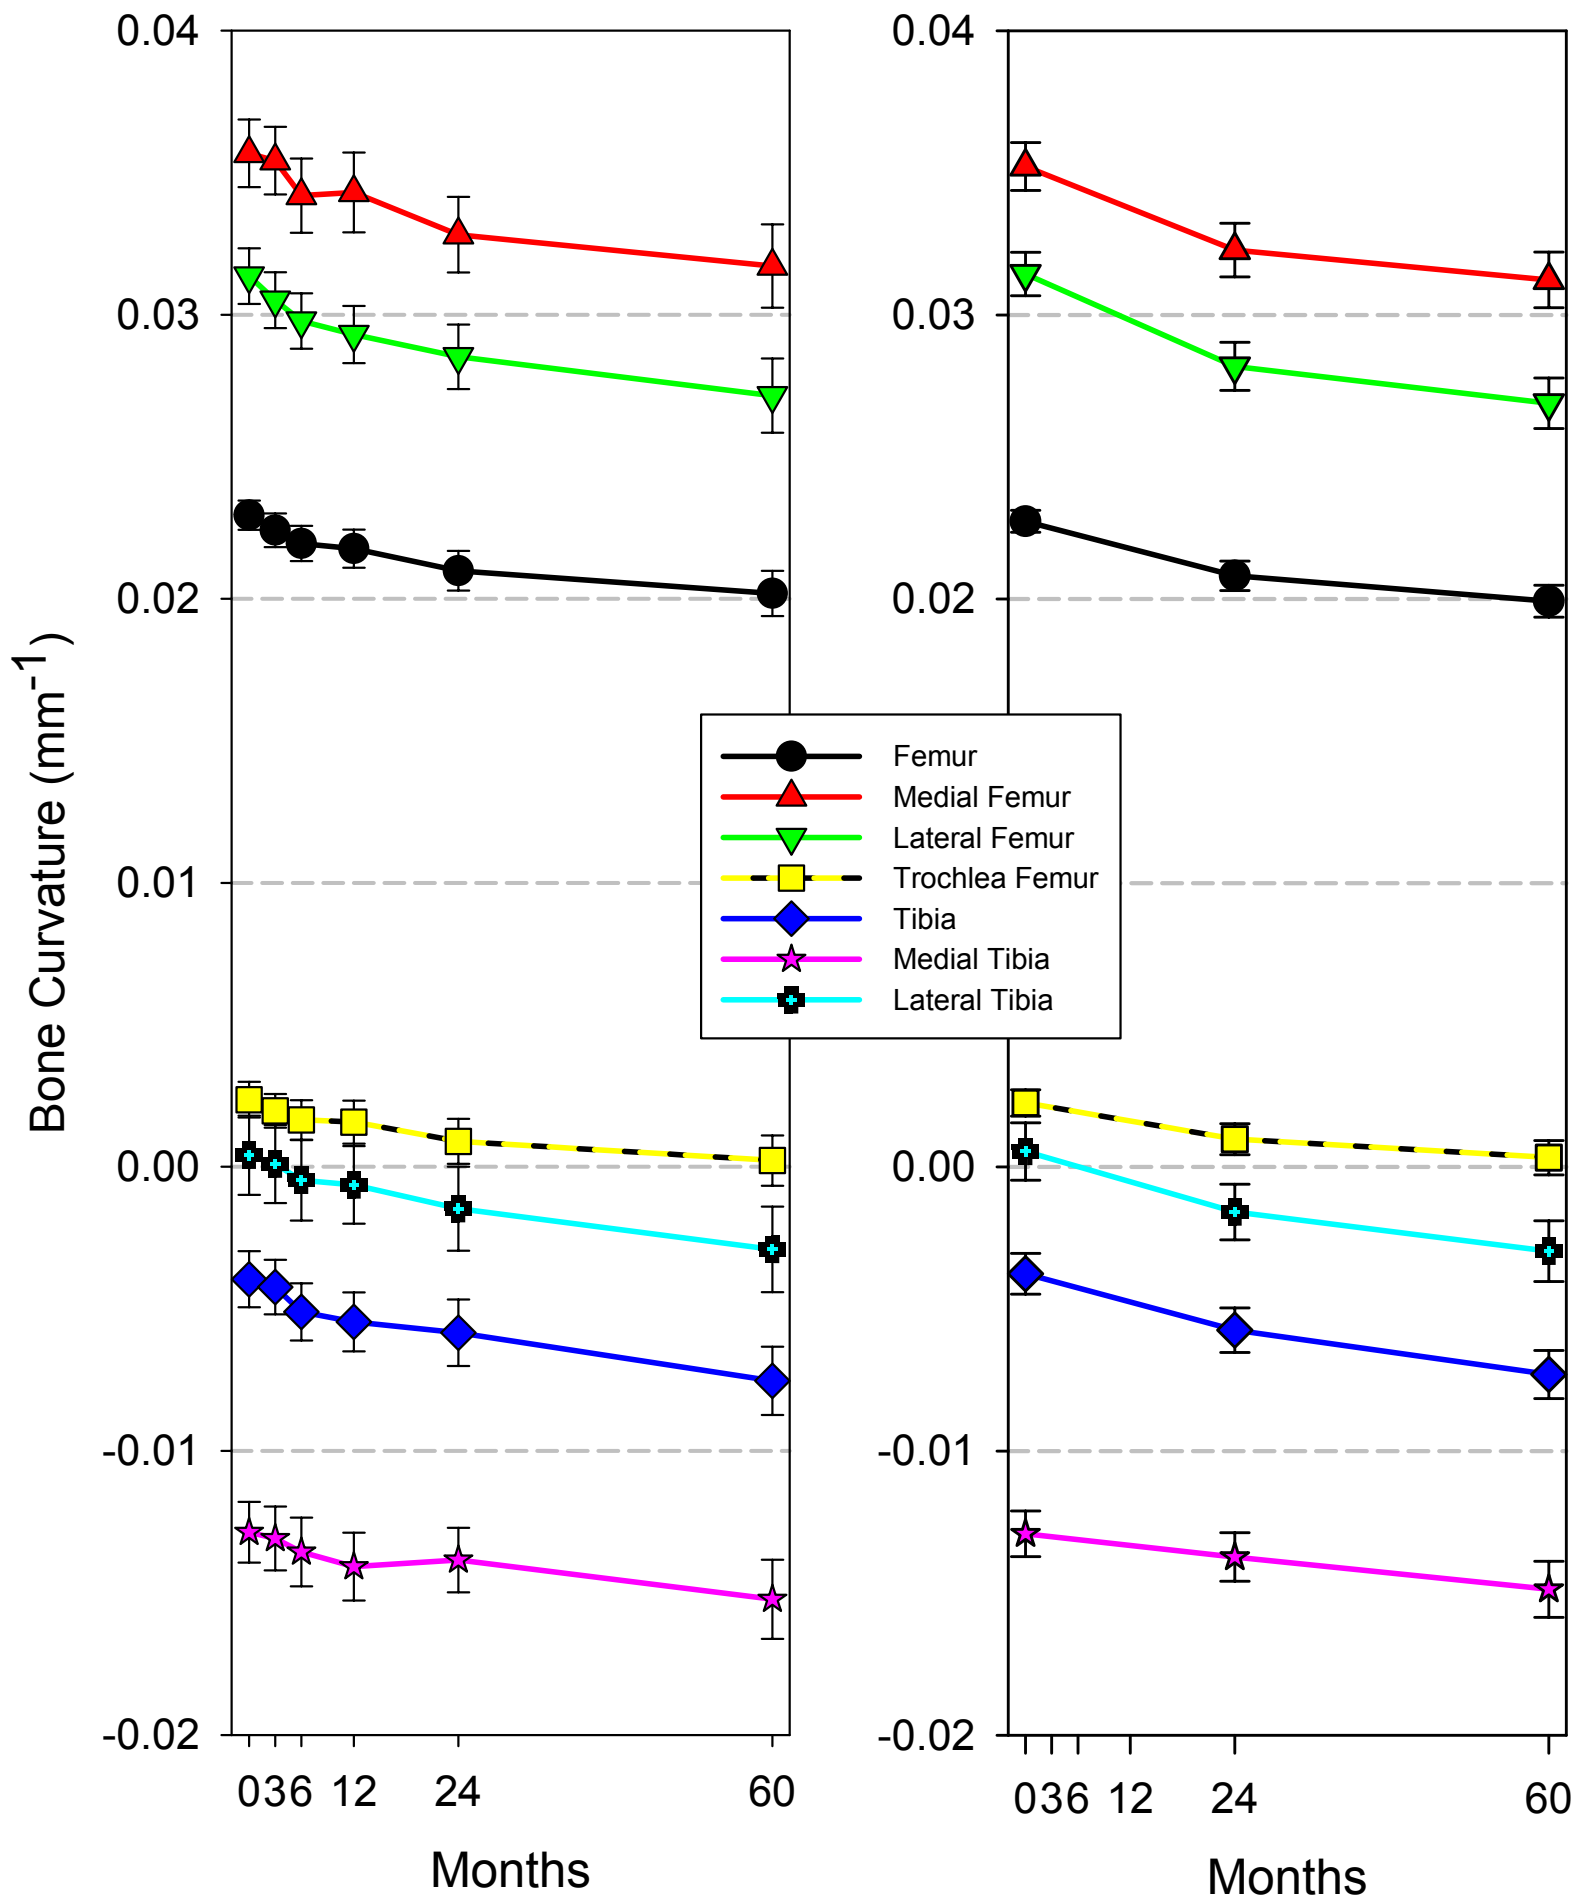 0.04
0.03
0.02
0.01
0.00
-0.01
-0.02
Bone Curvature (mm-1)
0 3 6 12 24 60
Months
Femur
Medial Femur
Lateral Femur
Trochlea Femur
Tibia
Medial Tibia
Lateral Tibia
0.04
0.03
0.02
0.00
-0.01
-0.02
0 3 6 12 24 60
Months